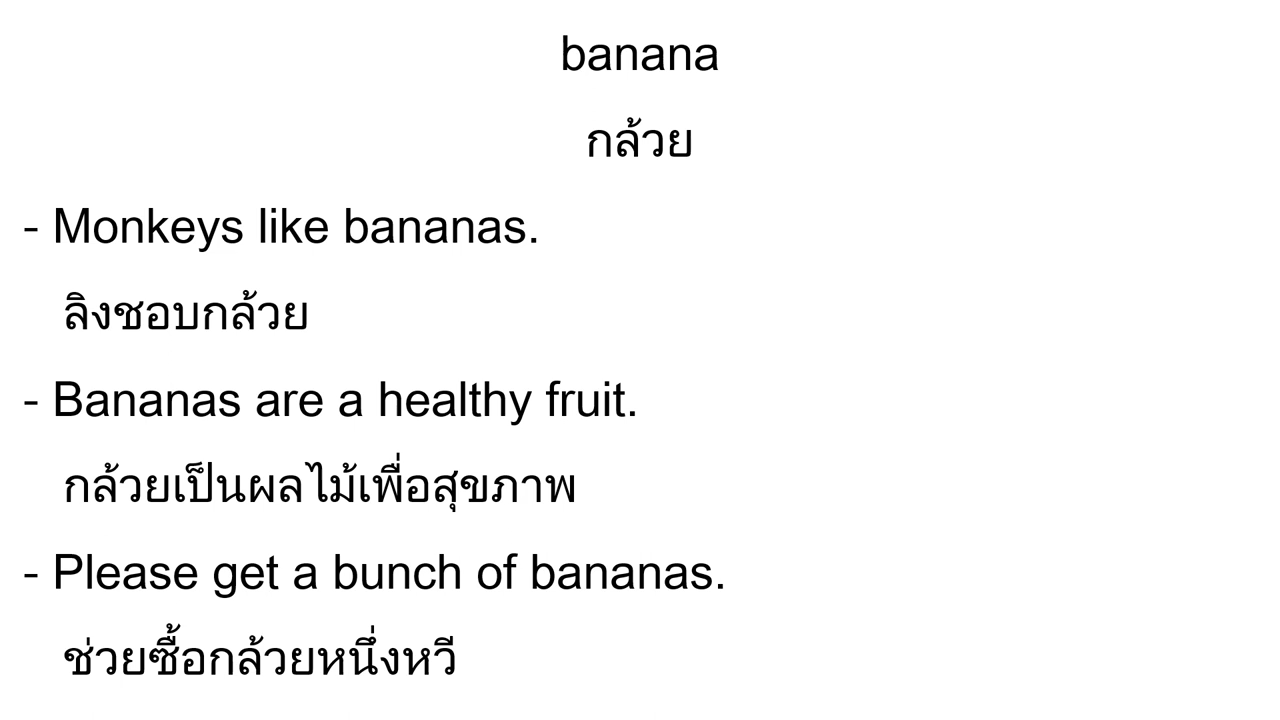 banana
กล้วย
- Monkeys like bananas.
ลิงชอบกล้วย
- Bananas are a healthy fruit.
กล้วยเป็นผลไม้เพื่อสุขภาพ
- Please get a bunch of bananas.
ช่วยซื้อกล้วยหนึ่งหวี